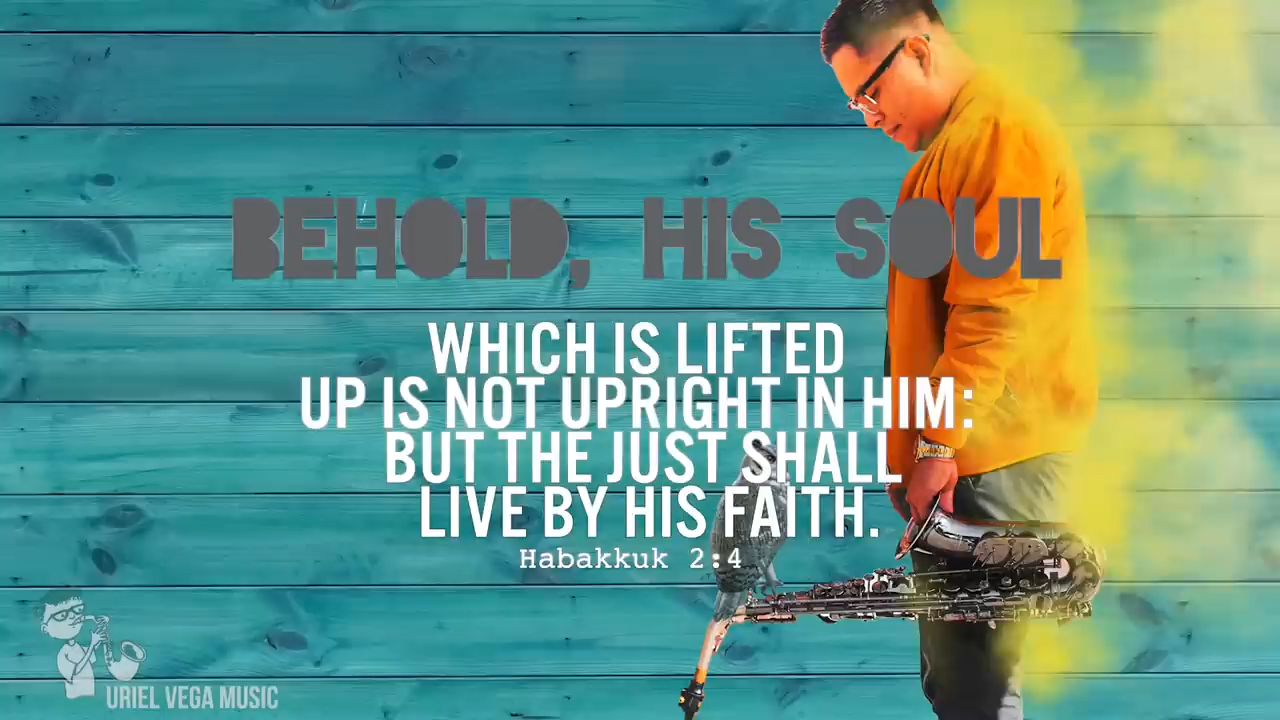 BEHOLD, HIS SOUL
WHICH IS LIFTED
UP IS NOT UPRIGHT IN HIM:
BUT THE JUST SHALL
LIVE BY HIS FAITH.
Habakkuk 2:4
URIEL VEGA MUSIC